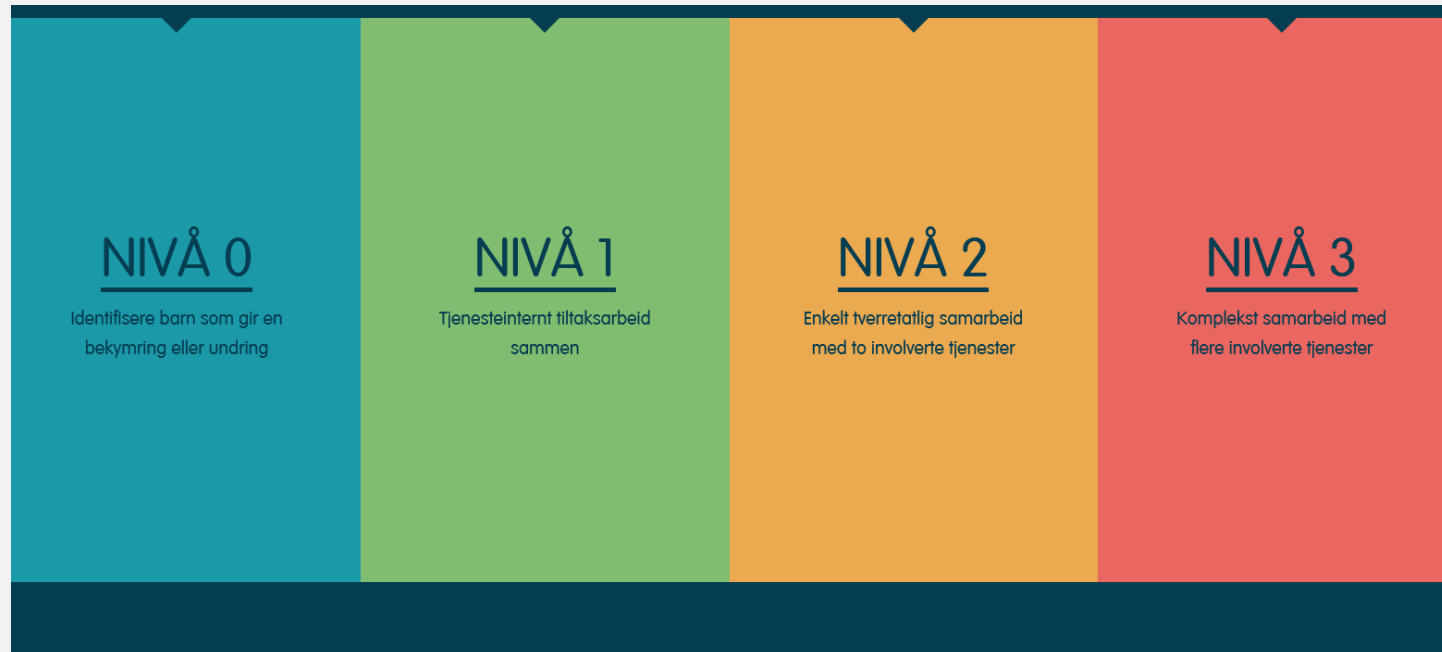 NIVÅ 0
Identifisere barn som gir en
bekymring eller undring
NIVÅ 1
Tjenesteinternt tiltaksarbeid
sammen
NIVÅ 2
Enkelt tverretatlig samarbeid
med to involverte tjenester
NIVÅ 3
Komplekst samarbeid med
flere involverte tjenester